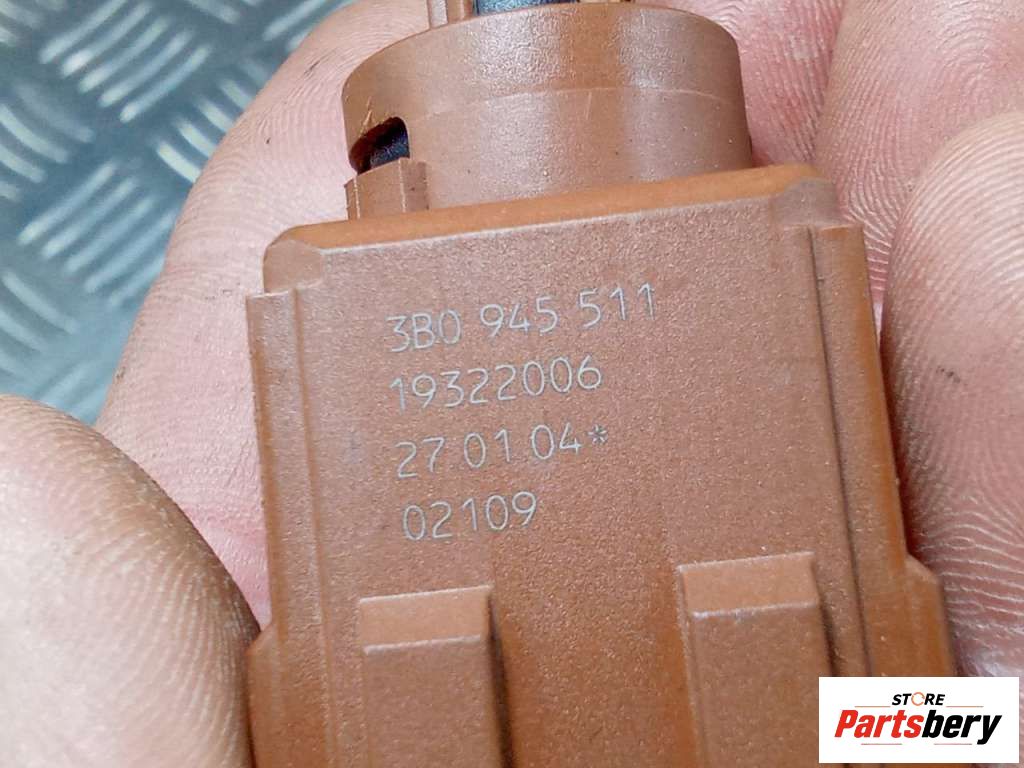 3B0 945 511
19322006
27 01 04*
02109
STORE
Partsbery